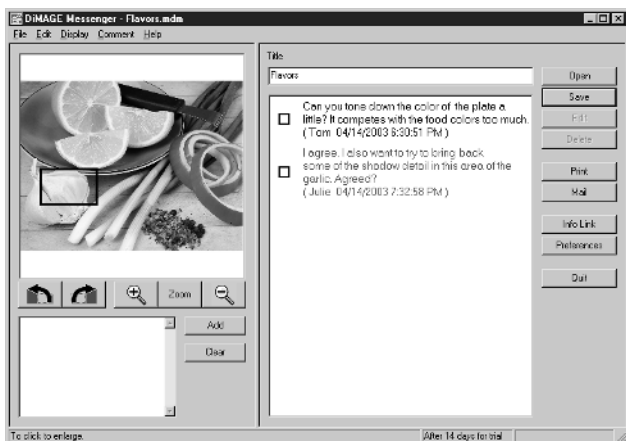 DiMAGE Messenger - Flavors.mdm
File Edit Display Comment Help
Title
Flavors
Can you tone down the color of the plate a
little? It competes with the food colors too much.
( Tom 04/14/2003 6:30:51 PM )
I agree. I also want to try to bring back
some of the shadow detail in this area of the
garlic. Agreed?
( Julie 04/14/2003 7:32:58 PM )
Open
Save
Edit
Delete
Print
Mail
Info Link
Preferences
Quit
Zoom
Add
Clear
To click to enlarge.
After 14 days for trial